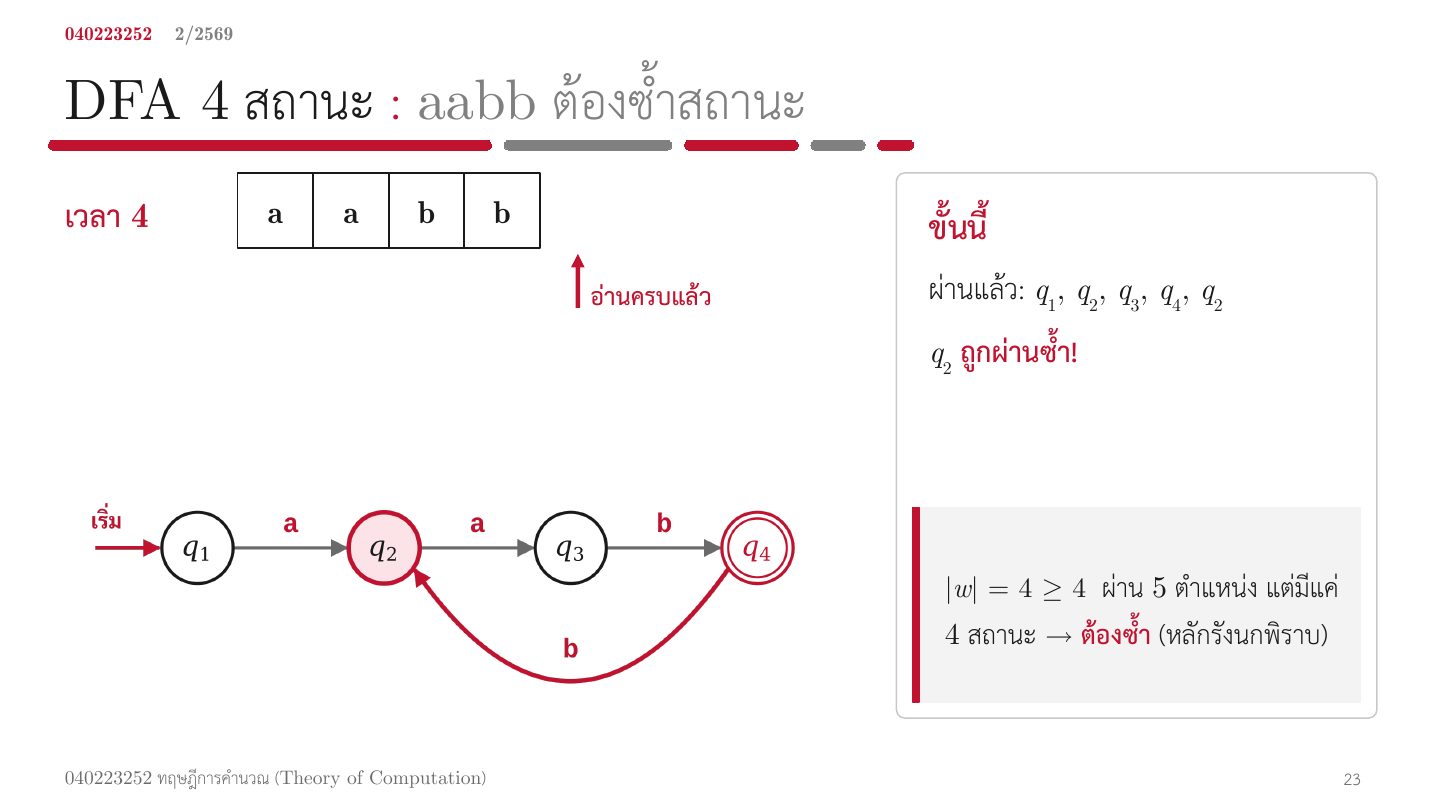 040223252 2/2569
DFA 4 สถานะ : aabb ต้องซ้ำสถานะ
เวลา 4
a a b b
อ่านครบแล้ว
ขั้นนี้
ผ่านแล้ว: q1, q2, q3, q4, q2
q2 ถูกผ่านซ้ำ!
เริ่ม
a a b
q1 q2 q3 q4
b
|w| = 4 ≥ 4 ผ่าน 5 ตำแหน่ง แต่มีแค่
4 สถานะ → ต้องซ้ำ (หลักรังนกพิราบ)
040223252 ทฤษฎีการคำนวณ (Theory of Computation)
23